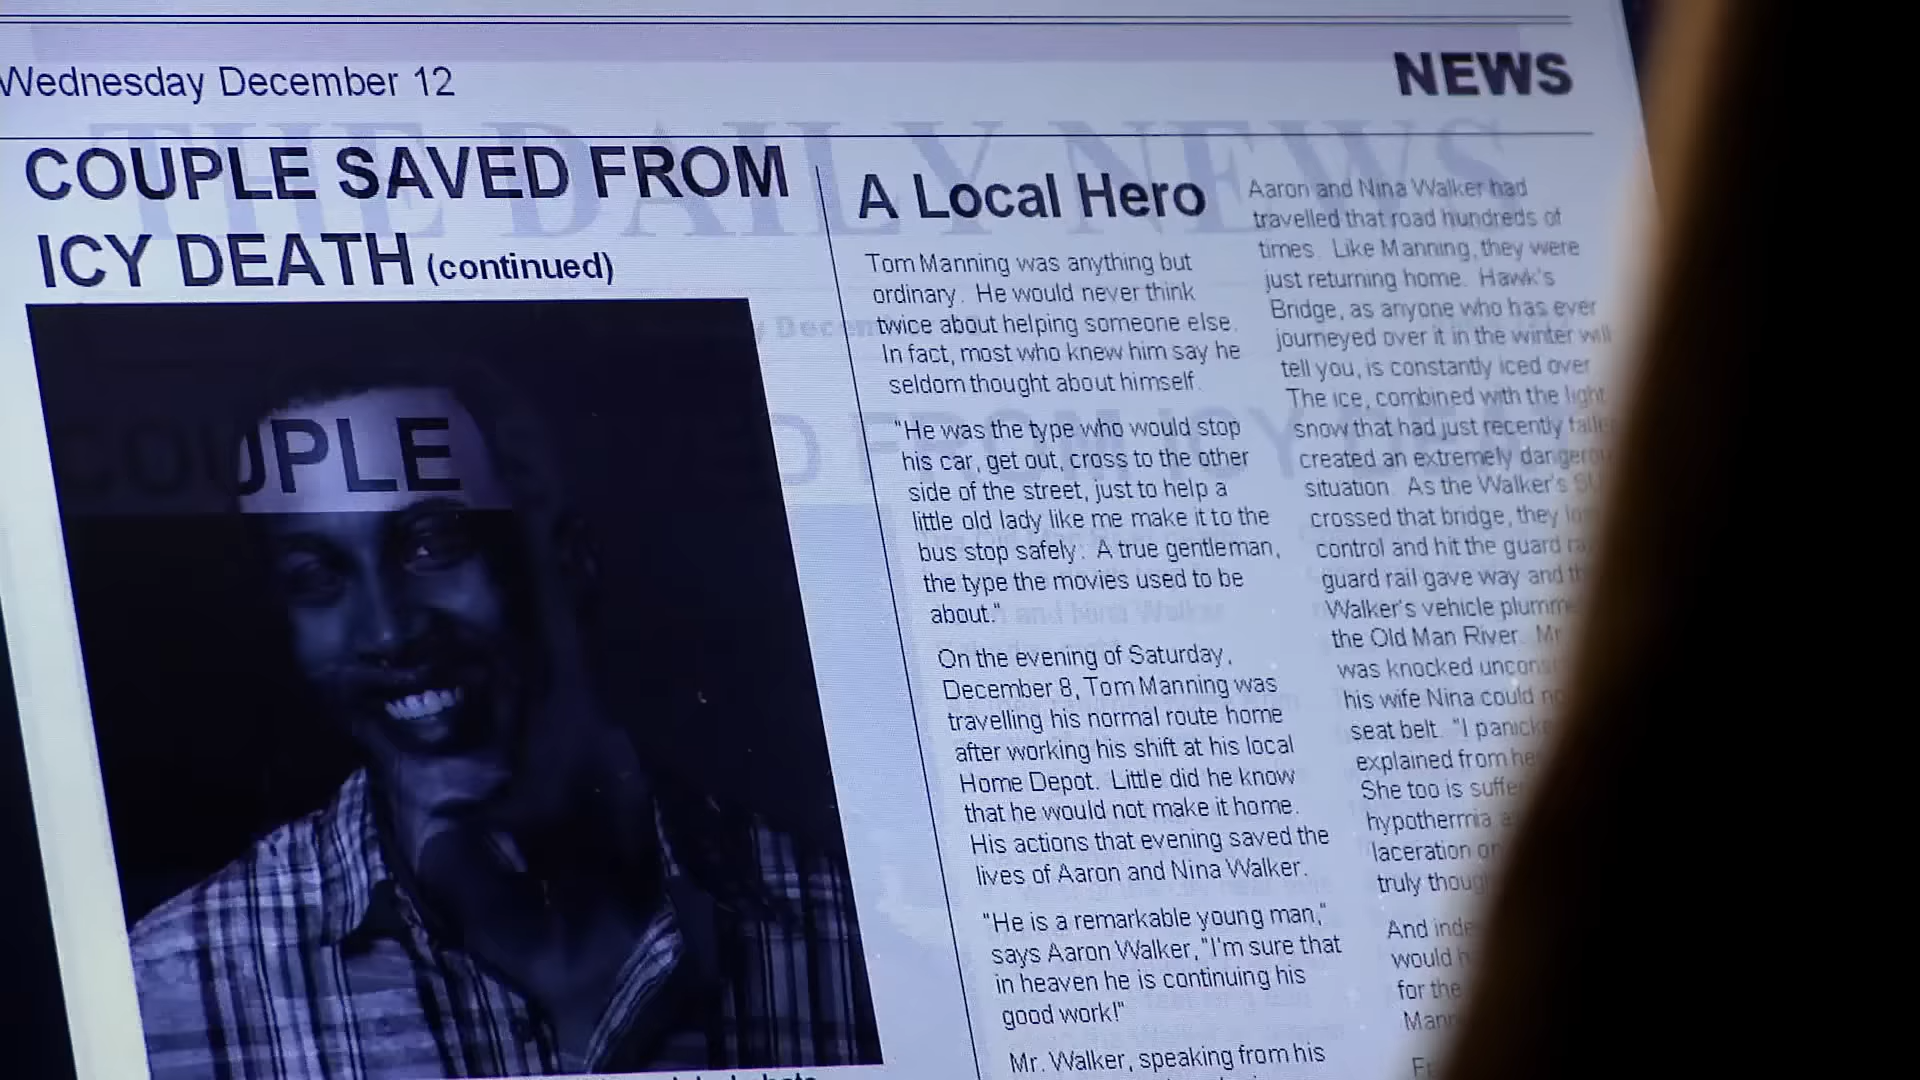 Wednesday December 12
NEWS
THE DAILY NEWS
COUPLE SAVED FROM
ICY DEATH (continued)
COUPLE SAVED FROM ICY DEATH
A Local Hero
Tom Manning was anything but
ordinary. He would never think
twice about helping someone else.
In fact, most who knew him say he
seldom thought about himself.
"He was the type who would stop
his car, get out, cross to the other
side of the street, just to help a
little old lady like me make it to the
bus stop safely. A true gentleman,
the type the movies used to be
about."
On the evening of Saturday,
December 8, Tom Manning was
travelling his normal route home
after working his shift at his local
Home Depot. Little did he know
that he would not make it home.
His actions that evening saved the
lives of Aaron and Nina Walker.
"He is a remarkable young man,"
says Aaron Walker, "I'm sure that
in heaven he is continuing his
good work!"
Mr. Walker, speaking from his
Aaron and Nina Walker had
travelled that road hundreds of
times. Like Manning, they were
just returning home. Hawk's
Bridge, as anyone who has ever
journeyed over it in the winter will
tell you, is constantly iced over
The ice, combined with the light
snow that had just recently
created an extremely
situation. As the Walker's
crossed that bridge, they
control and hit the guard
guard rail gave way and
Walker's vehicle
the Old Man River. Mr
was knocked
his wife Nina could
seat belt. "I
explained from
She too is
hypothermia
laceration on
truly
And
would
for the